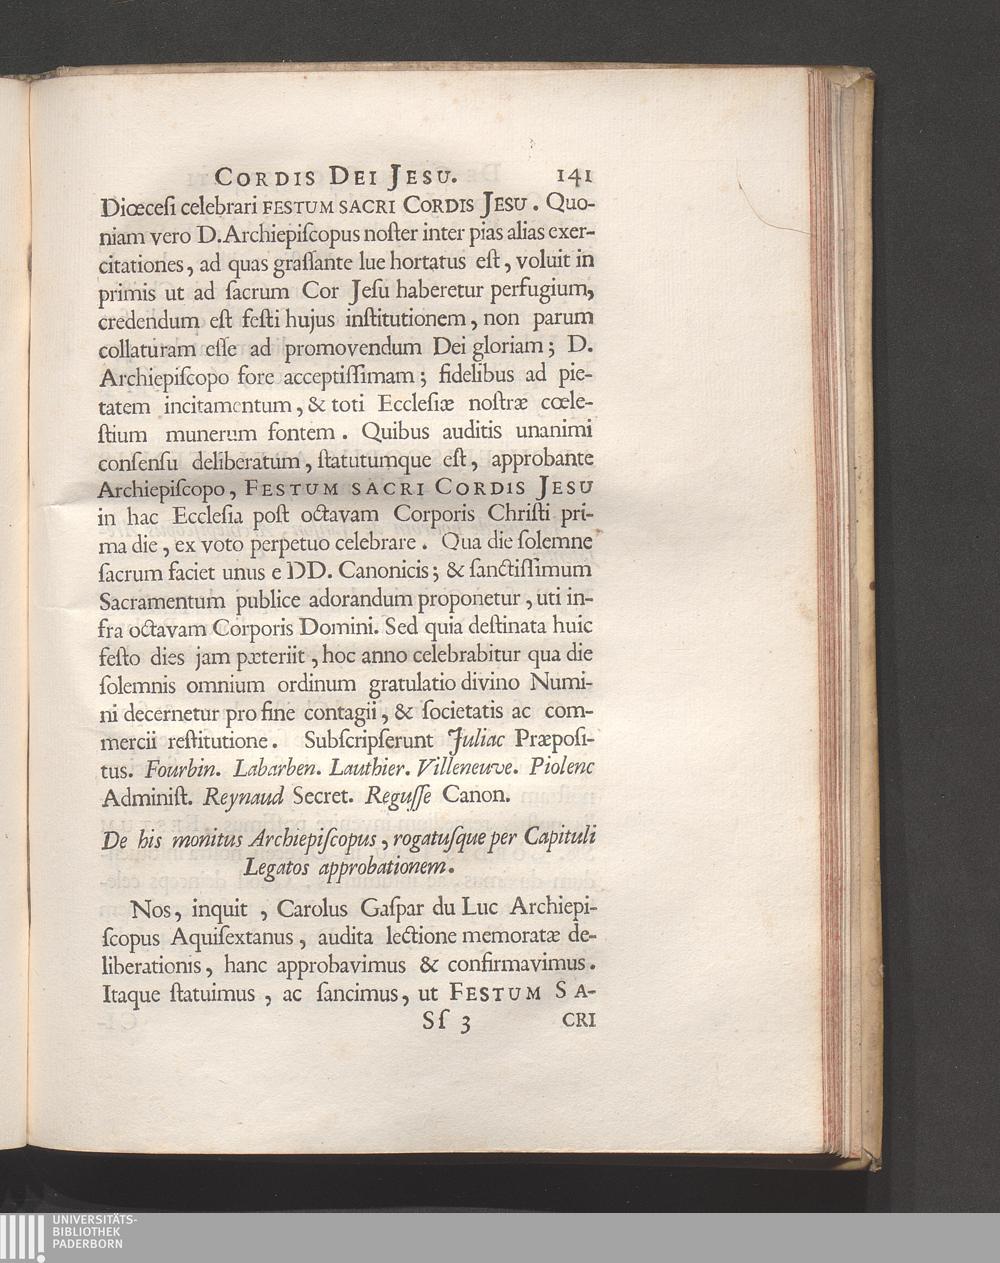 CORDIS DEI JESU. 141
Diœceſi celebrari FESTUM SACRI CORDIS JESU. Quo-
niam vero D. Archiepiſcopus noſter inter pias alias exer-
citationes, ad quas graſſante lue hortatus eſt, voluit in
primis ut ad ſacrum Cor Jeſu haberetur perfugium,
credendum eſt feſti hujus inſtitutionem, non parum
collaturam eſſe ad promovendum Dei gloriam; D.
Archiepiſcopo fore acceptiſſimam; fidelibus ad pie-
tatem incitamentum, & toti Eccleſiæ noſtræ cœle-
ſtium munerum fontem. Quibus auditis unanimi
conſenſu deliberatum, ſtatutumque eſt, approbante
Archiepiſcopo, FESTUM SACRI CORDIS JESU
in hac Eccleſia poſt octavam Corporis Chriſti pri-
ma die, ex voto perpetuo celebrare. Qua die ſolemne
ſacrum faciet unus e DD. Canonicis; & ſanctiſſimum
Sacramentum publice adorandum proponetur, uti in-
fra octavam Corporis Domini. Sed quia deſtinata huic
feſto dies jam pæteriit, hoc anno celebrabitur qua die
ſolemnis omnium ordinum gratulatio divino Numi-
ni decernetur pro fine contagii, & ſocietatis ac com-
mercii reſtitutione. Subſcripſerunt Juliac Præpoſi-
tus. Fourbin. Labarben. Lauthier. Villeneuve. Piolenc
Adminiſt. Reynaud Secret. Reguſſe Canon.
De his monitus Archiepiſcopus, rogatuſque per Capituli
Legatos approbationem.
Nos, inquit, Carolus Gaſpar du Luc Archiepi-
ſcopus Aquiſextanus, audita lectione memoratæ de-
liberationis, hanc approbavimus & confirmavimus.
Itaque ſtatuimus, ac ſancimus, ut FESTUM SA-
Sſ 3 CRI
UNIVERSITÄTS-
BIBLIOTHEK
PADERBORN